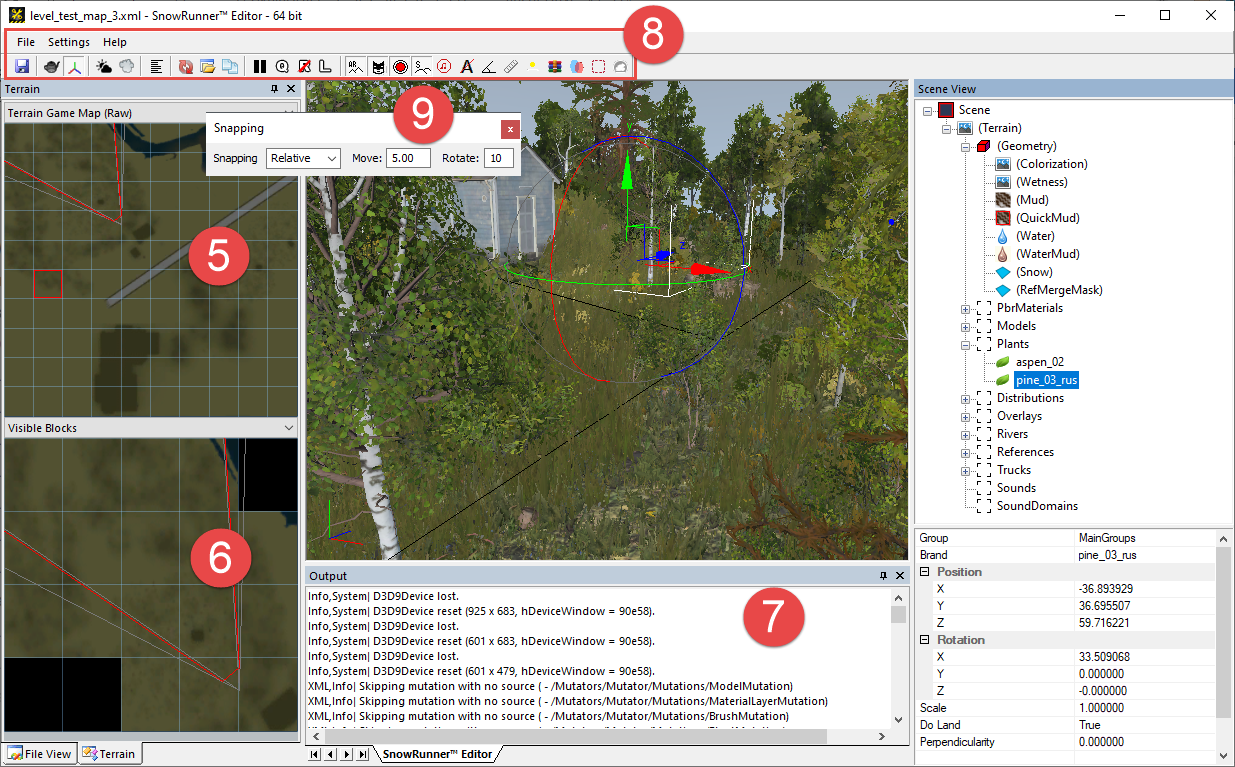 level_test_map_3.xml - SnowRunner™ Editor - 64 bit
8
File Settings Help
Terrain
Terrain Game Map (Raw)
9
Snapping
x
Snapping Relative Move: 5.00 Rotate: 10
5
Visible Blocks
6
File View Terrain
Z
Output
7
Info,System| D3D9Device lost.
Info,System| D3D9Device reset (925 x 683, hDeviceWindow = 90e58).
Info,System| D3D9Device lost.
Info,System| D3D9Device reset (601 x 683, hDeviceWindow = 90e58).
Info,System| D3D9Device lost.
Info,System| D3D9Device reset (601 x 479, hDeviceWindow = 90e58).
XML,Info| Skipping mutation with no source ( - /Mutators/Mutator/Mutations/ModelMutation)
XML,Info| Skipping mutation with no source ( - /Mutators/Mutator/Mutations/MaterialLayerMutation)
XML,Info| Skipping mutation with no source ( - /Mutators/Mutator/Mutations/BrushMutation)
SnowRunner™ Editor
Scene View
Scene
(Terrain)
(Geometry)
(Colorization)
(Wetness)
(Mud)
(QuickMud)
(Water)
(WaterMud)
(Snow)
(RefMergeMask)
PbrMaterials
Models
Plants
aspen_02
pine_03_rus
Distributions
Overlays
Rivers
References
Trucks
Sounds
SoundDomains
Group MainGroups
Brand pine_03_rus
Position
X -36.893929
Y 36.695507
Z 59.716221
Rotation
X 33.509068
Y 0.000000
Z -0.000000
Scale 1.000000
Do Land True
Perpendicularity 0.000000